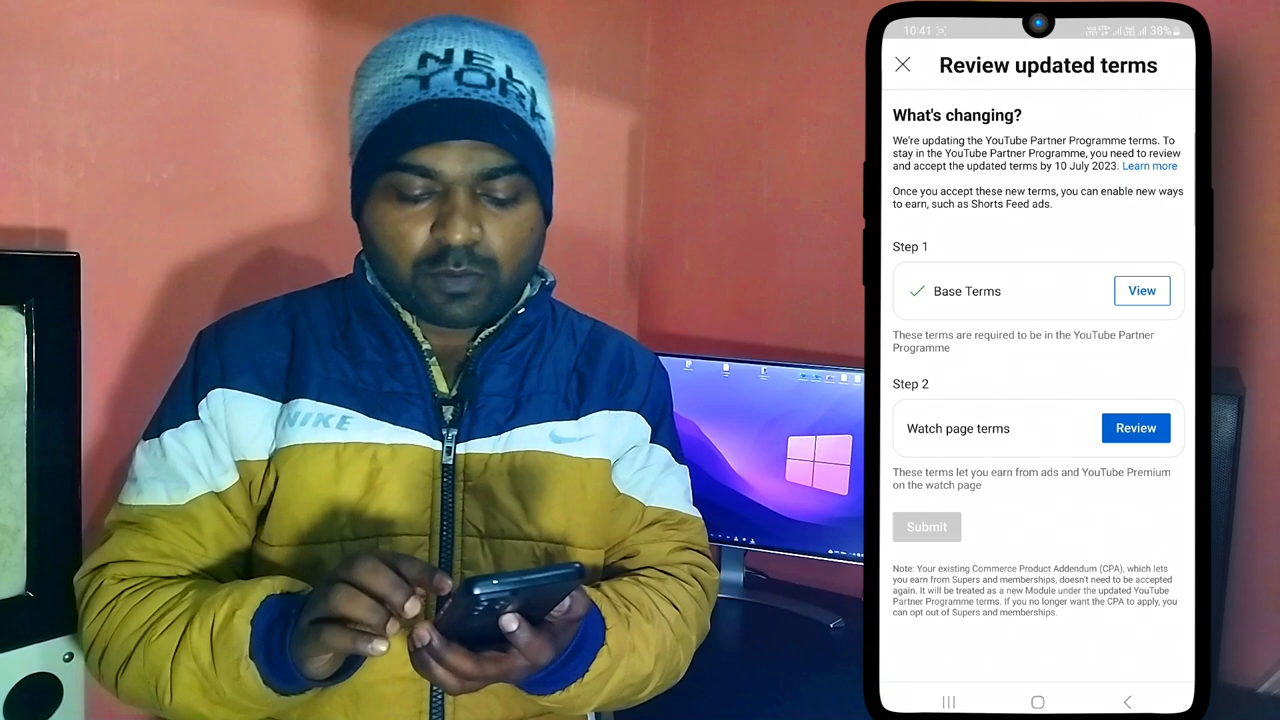 NEW
YORK
NIKE
10:41
38%
Review updated terms
What's changing?
We're updating the YouTube Partner Programme terms. To
stay in the YouTube Partner Programme, you need to review
and accept the updated terms by 10 July 2023. Learn more
Once you accept these new terms, you can enable new ways
to earn, such as Shorts Feed ads.
Step 1
Base Terms
View
These terms are required to be in the YouTube Partner
Programme
Step 2
Watch page terms
Review
These terms let you earn from ads and YouTube Premium
on the watch page
Submit
Note: Your existing Commerce Product Addendum (CPA), which lets
you earn from Supers and memberships, doesn't need to be accepted
again. It will be treated as a new Module under the updated YouTube
Partner Programme terms. If you no longer want the CPA to apply, you
can opt out of Supers and memberships.